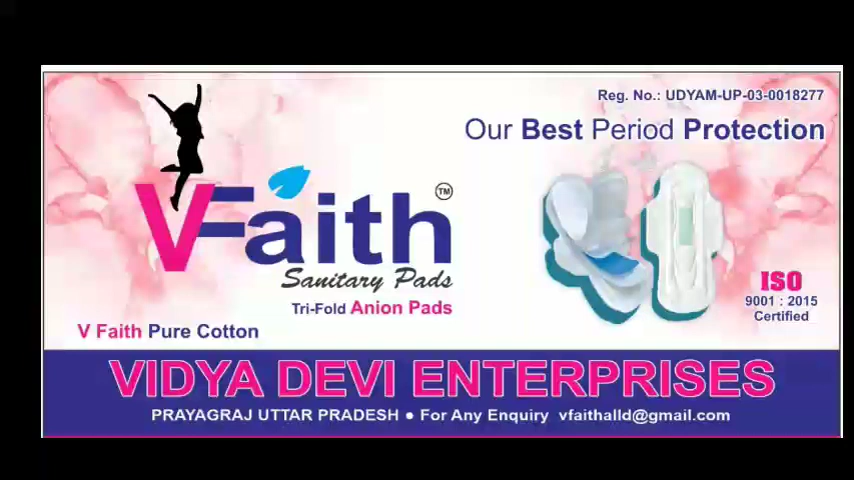 Reg. No.: UDYAM-UP-03-0018277
Our Best Period Protection
VFaith™
Sanitary Pads
Tri-Fold Anion Pads
V Faith Pure Cotton
ISO
9001 : 2015
Certified
VIDYA DEVI ENTERPRISES
PRAYAGRAJ UTTAR PRADESH ● For Any Enquiry vfaithalld@gmail.com